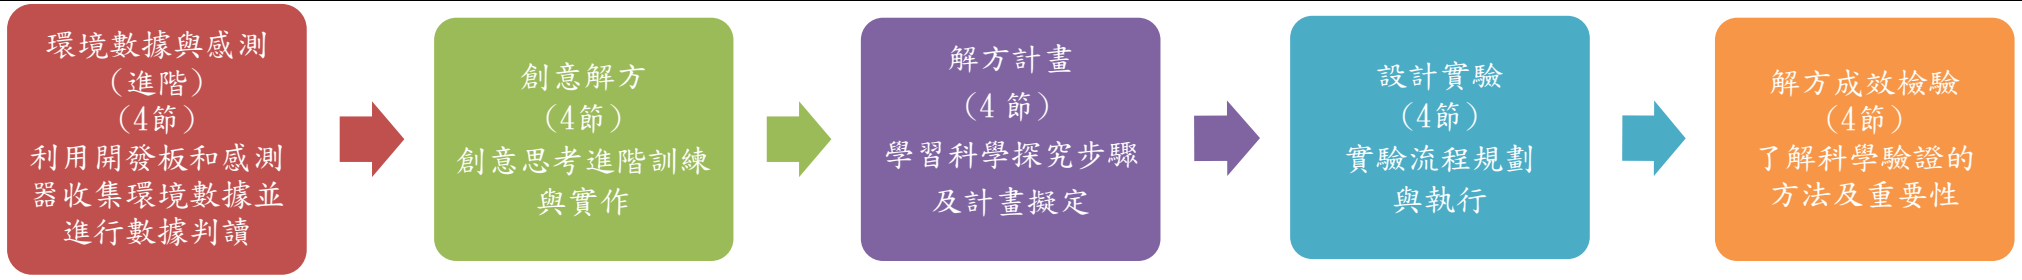 環境數據與感測
（進階）
（4節）
利用開發板和感測
器收集環境數據並
進行數據判讀
創意解方
（4節）
創意思考進階訓練
與實作
解方計畫
（4 節）
學習科學探究步驟
及計畫擬定
設計實驗
（4節）
實驗流程規劃
與執行
解方成效檢驗
（4節）
了解科學驗證的
方法及重要性